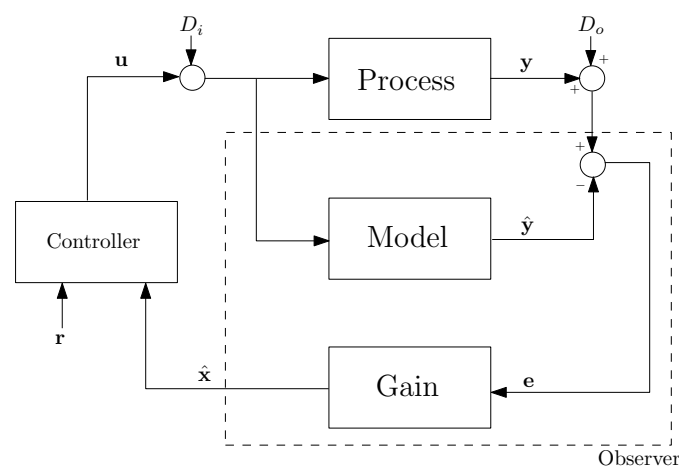 D_i
D_o
u
Process
y
+
+
+
Controller
Model
ŷ
−
r
x̂
Gain
e
Observer